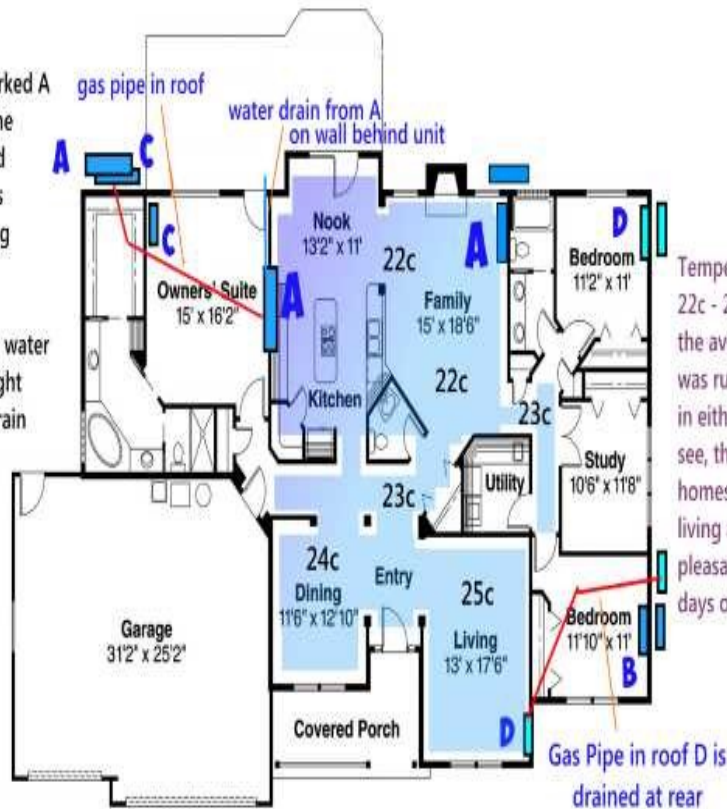 rked A
ne
d
s
g
water
ght
rain
gas pipe in roof
water drain from A
on wall behind unit
A
C
C
A
A
D
Nook
13'2" x 11'
22c
Owners' Suite
15' x 16'2"
Family
15' x 18'6"
Bedroom
11'2" x 11'
Kitchen
22c
23c
Utility
Study
10'6" x 11'8"
23c
24c
Dining
11'6" x 12'10"
Entry
25c
Living
13' x 17'6"
Garage
31'2" x 25'2"
Bedroom
11'10" x 11'
B
Covered Porch
D
Tempe
22c - 2
the av
was ru
in eith
see, th
homes
living
pleasa
days o
Gas Pipe in roof D is
drained at rear